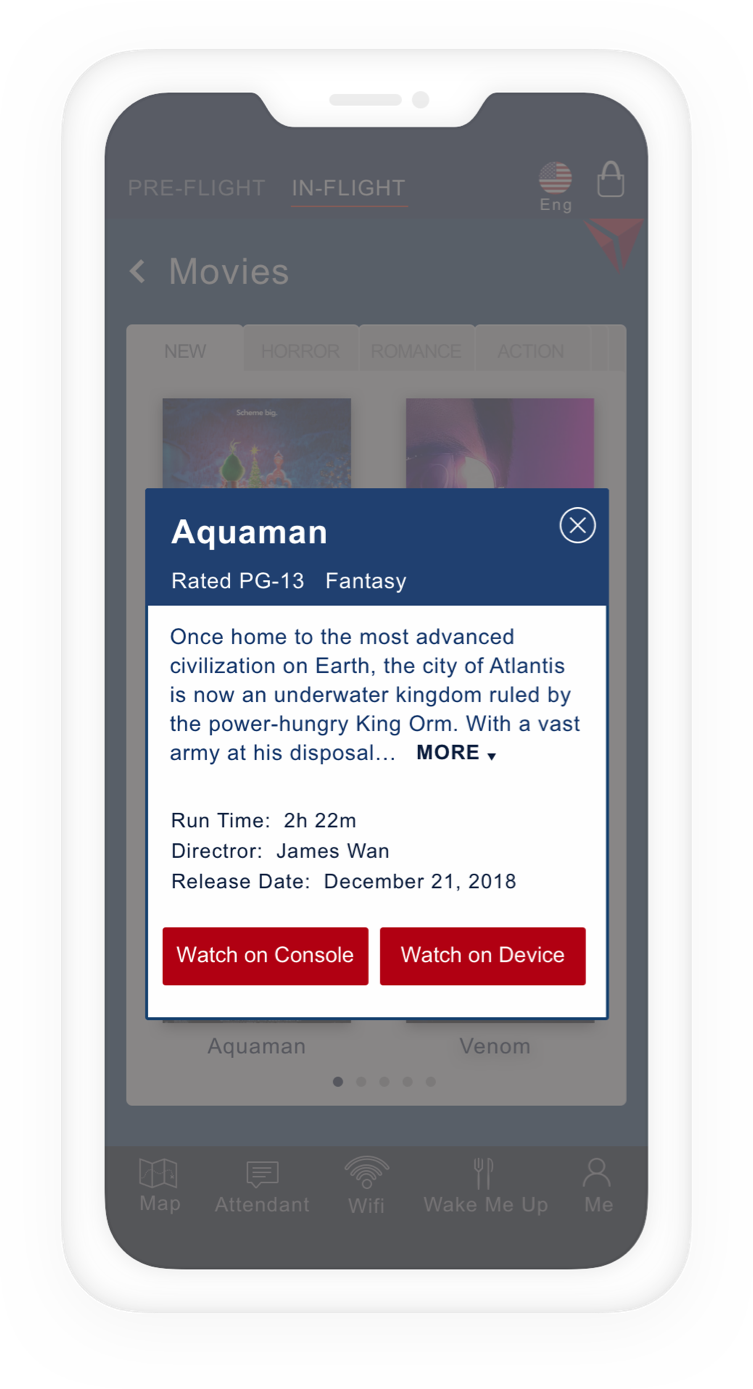 PRE-FLIGHT IN-FLIGHT
Eng
Movies
NEW HORROR ROMANCE ACTION
Scheme big.
Aquaman
Rated PG-13 Fantasy
Once home to the most advanced
civilization on Earth, the city of Atlantis
is now an underwater kingdom ruled by
the power-hungry King Orm. With a vast
army at his disposal... MORE
Run Time: 2h 22m
Directror: James Wan
Release Date: December 21, 2018
Watch on Console Watch on Device
Aquaman Venom
Map Attendant Wifi Wake Me Up Me